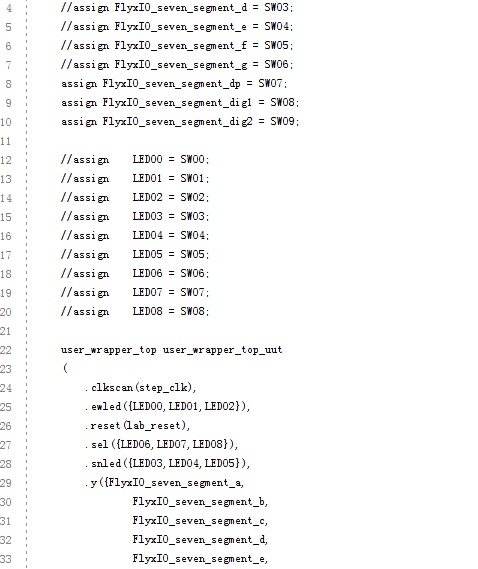 4 //assign FlyxIO_seven_segment_d = SW03;
5 //assign FlyxIO_seven_segment_e = SW04;
6 //assign FlyxIO_seven_segment_f = SW05;
7 //assign FlyxIO_seven_segment_g = SW06;
8 assign FlyxIO_seven_segment_dp = SW07;
9 assign FlyxIO_seven_segment_dig1 = SW08;
10 assign FlyxIO_seven_segment_dig2 = SW09;
11
12 //assign LED00 = SW00;
13 //assign LED01 = SW01;
14 //assign LED02 = SW02;
15 //assign LED03 = SW03;
16 //assign LED04 = SW04;
17 //assign LED05 = SW05;
18 //assign LED06 = SW06;
19 //assign LED07 = SW07;
20 //assign LED08 = SW08;
21
22 user_wrapper_top user_wrapper_top_uut
23 (
24 .clkscan(step_clk),
25 .ewled({LED00,LED01,LED02}),
26 .reset(lab_reset),
27 .sel({LED06,LED07,LED08}),
28 .snled({LED03,LED04,LED05}),
29 .y({FlyxIO_seven_segment_a,
30 FlyxIO_seven_segment_b,
31 FlyxIO_seven_segment_c,
32 FlyxIO_seven_segment_d,
33 FlyxIO_seven_segment_e,